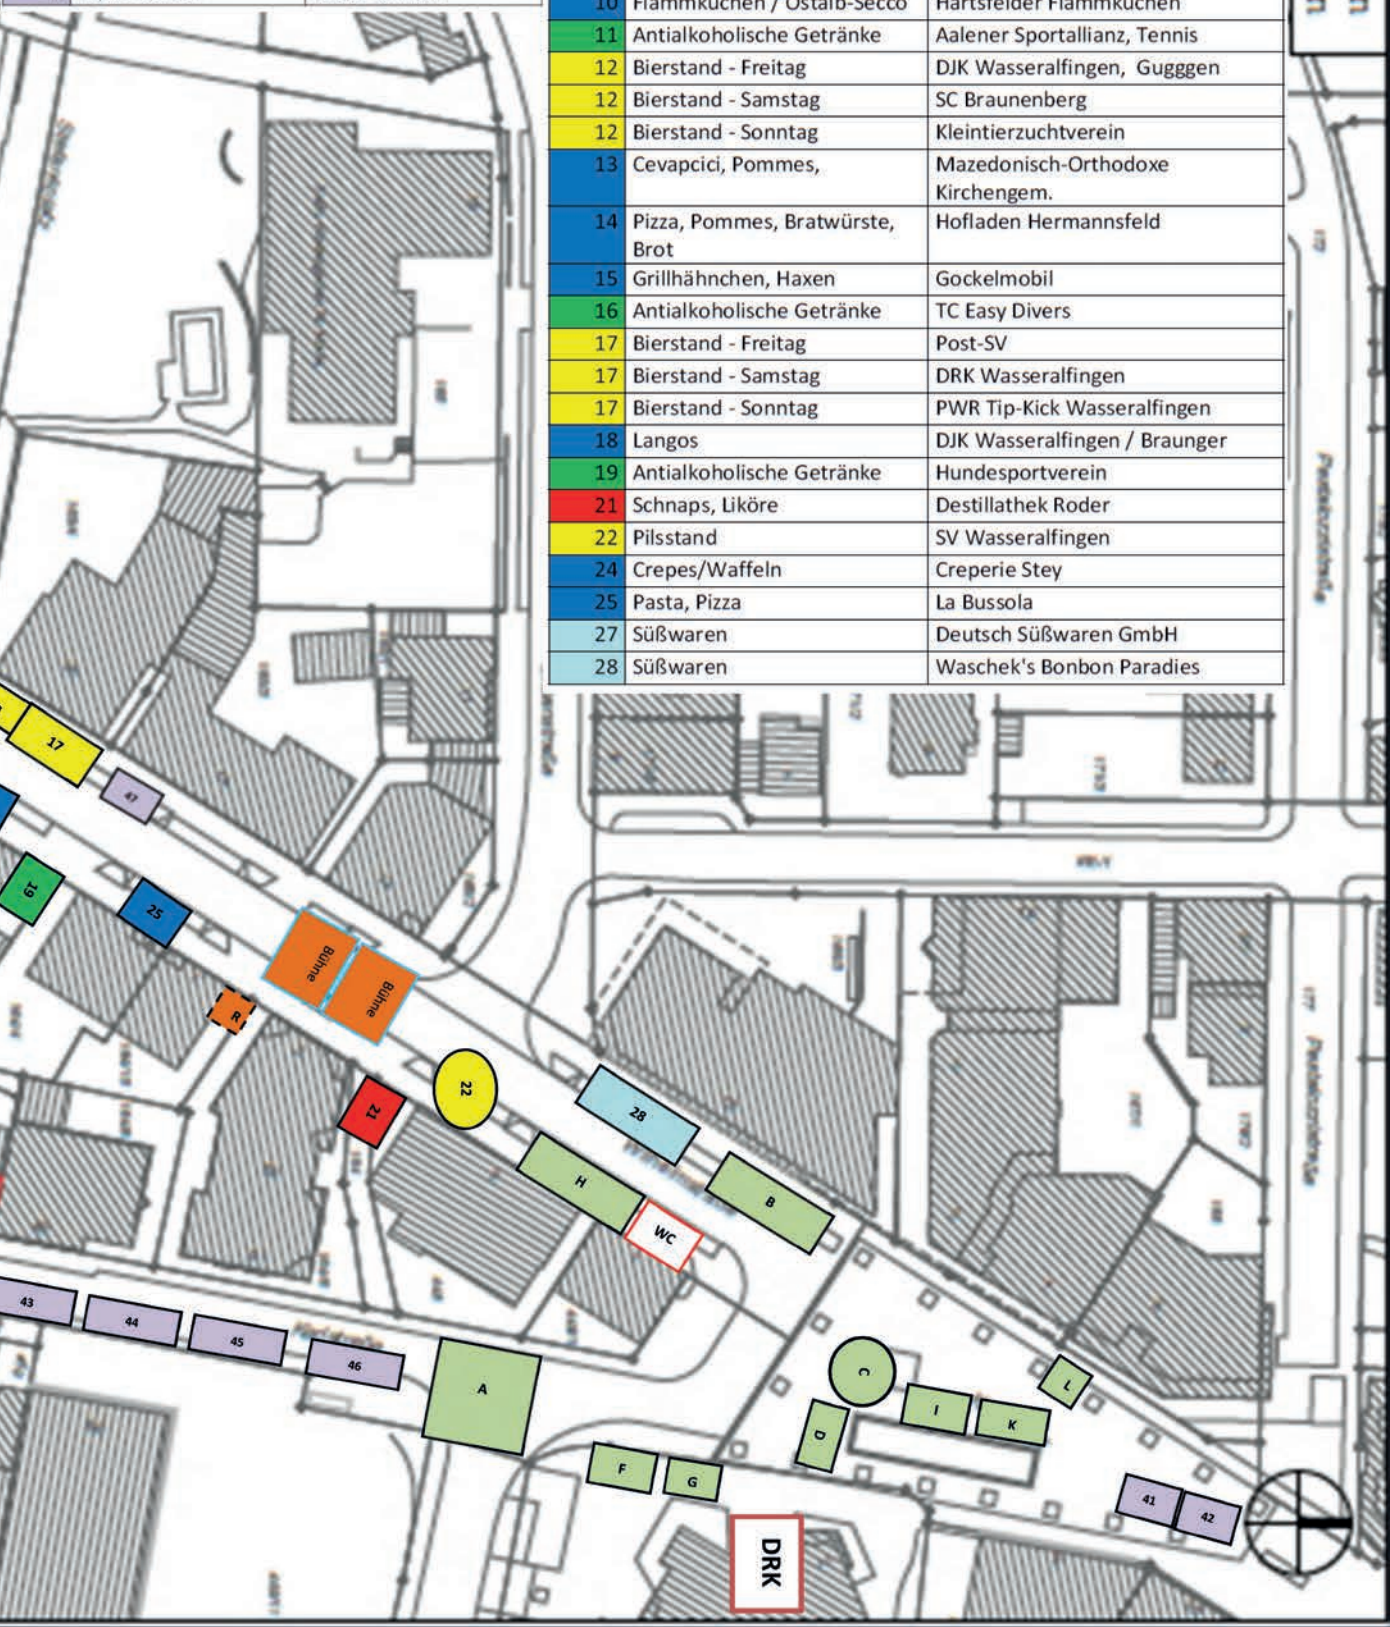 10 Flammkuchen / Ostalb-Secco Härtsfelder Flammkuchen
11 Antialkoholische Getränke Aalener Sportallianz, Tennis
12 Bierstand - Freitag DJK Wasseralfingen, Gugggen
12 Bierstand - Samstag SC Braunenberg
12 Bierstand - Sonntag Kleintierzuchtverein
13 Cevapcici, Pommes, Mazedonisch-Orthodoxe
Kirchengem.
14 Pizza, Pommes, Bratwürste, Hofladen Hermannsfeld
Brot
15 Grillhähnchen, Haxen Gockelmobil
16 Antialkoholische Getränke TC Easy Divers
17 Bierstand - Freitag Post-SV
17 Bierstand - Samstag DRK Wasseralfingen
17 Bierstand - Sonntag PWR Tip-Kick Wasseralfingen
18 Langos DJK Wasseralfingen / Braunger
19 Antialkoholische Getränke Hundesportverein
21 Schnaps, Liköre Destillathek Roder
22 Pilsstand SV Wasseralfingen
24 Crepes/Waffeln Creperie Stey
25 Pasta, Pizza La Bussola
27 Süßwaren Deutsch Süßwaren GmbH
28 Süßwaren Waschek's Bonbon Paradies
17
47
19
25
Bühne
Bühne
R
22
21
28
H
B
WC
43
44
45
46
A
C
L
I
K
D
F
G
41
42
DRK